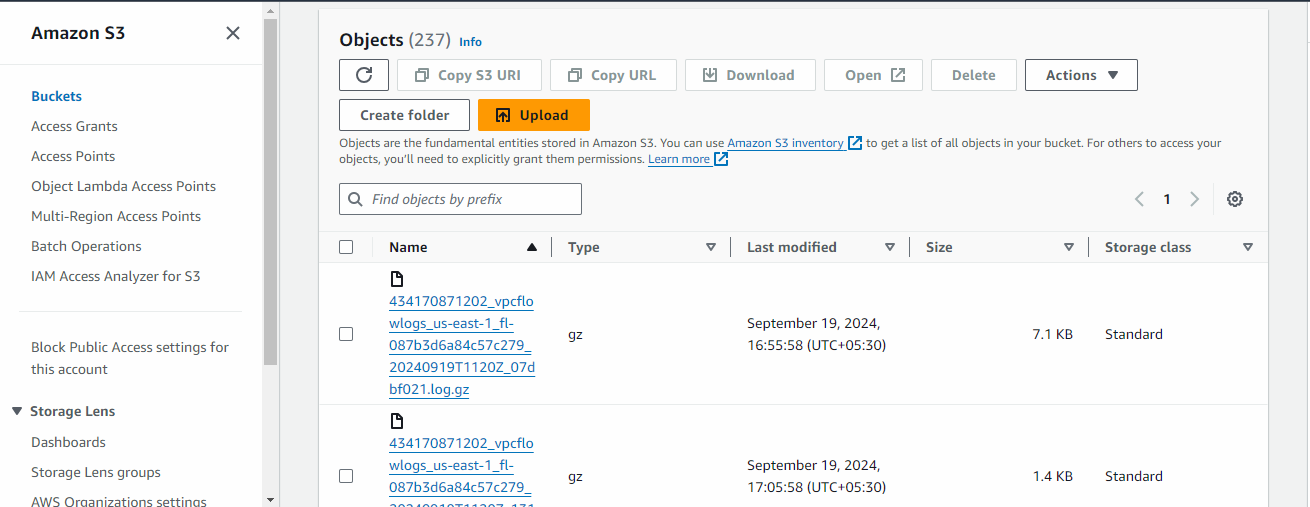 Amazon S3
Buckets
Access Grants
Access Points
Object Lambda Access Points
Multi-Region Access Points
Batch Operations
IAM Access Analyzer for S3
Block Public Access settings for
this account
Storage Lens
Dashboards
Storage Lens groups
AWS Organizations settings
Objects (237) Info
Copy S3 URI Copy URL Download Open Delete Actions
Create folder Upload
Objects are the fundamental entities stored in Amazon S3. You can use Amazon S3 inventory to get a list of all objects in your bucket. For others to access your
objects, you'll need to explicitly grant them permissions. Learn more
Find objects by prefix 1
Name Type Last modified Size Storage class
434170871202_vpcflo
wlogs_us-east-1_fl-
087b3d6a84c57c279_
20240919T1120Z_07d
bf021.log.gz
gz
September 19, 2024,
16:55:58 (UTC+05:30)
7.1 KB
Standard
434170871202_vpcflo
wlogs_us-east-1_fl-
087b3d6a84c57c279_
gz
September 19, 2024,
17:05:58 (UTC+05:30)
1.4 KB
Standard